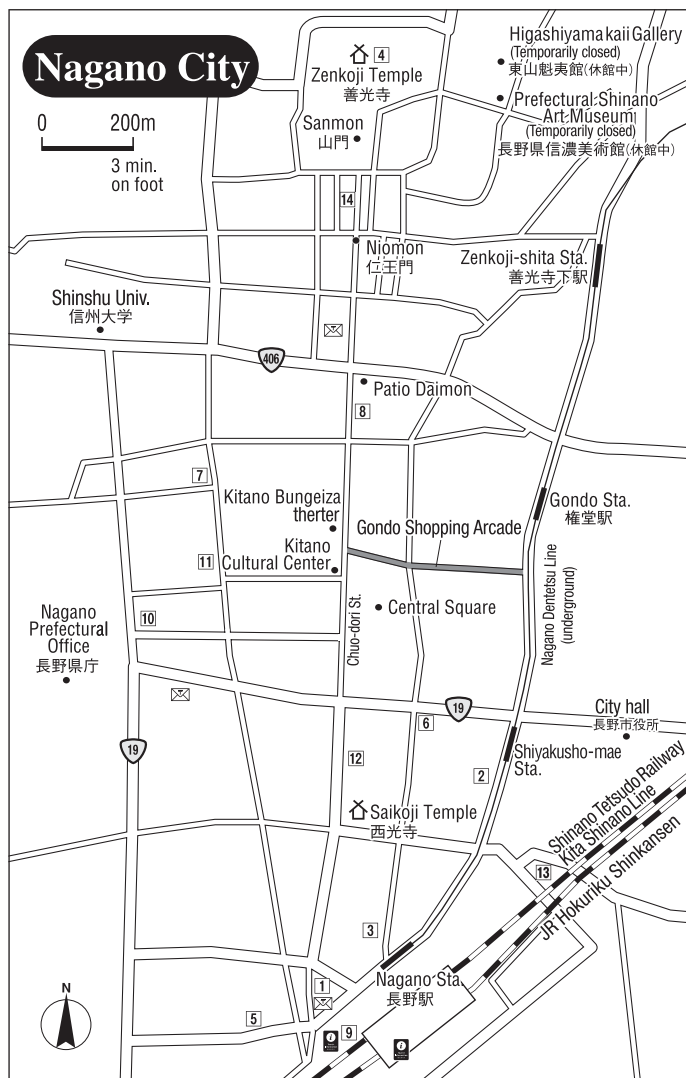 Nagano City
0 200m
3 min.
on foot
4
Zenkoji Temple
善光寺
Sanmon
山門
Higashiyama kaii Gallery
(Temporarily closed)
東山魁夷館(休館中)
Prefectural Shinano
Art Museum
(Temporarily closed)
長野県信濃美術館(休館中)
14
Niomon
仁王門
Zenkoji-shita Sta.
善光寺下駅
Shinshu Univ.
信州大学
406
Patio Daimon
8
7
Kitano Bungeiza
therter
Gondo Sta.
権堂駅
Gondo Shopping Arcade
11
Kitano
Cultural Center
10
Central Square
Chuo-dori St.
Nagano Dentetsu Line
(underground)
Nagano
Prefectural
Office
長野県庁
19
6
City hall
長野市役所
19
12
2
Shiyakusho-mae
Sta.
Saikoji Temple
西光寺
Shinano Tetsudo Railway
Kita Shinano Line
JR Hokuriku Shinkansen
13
3
Nagano Sta.
長野駅
1
N
5
9
i
i